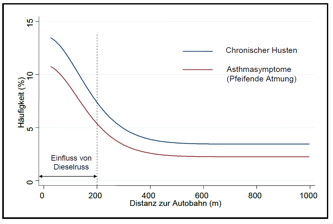 15
10
5
0
Häufigkeit (%)
Chronischer Husten
Asthmasymptome
(Pfeifende Atmung)
Einfluss von
Dieselruss
0 200 400 600 800 1000
Distanz zur Autobahn (m)